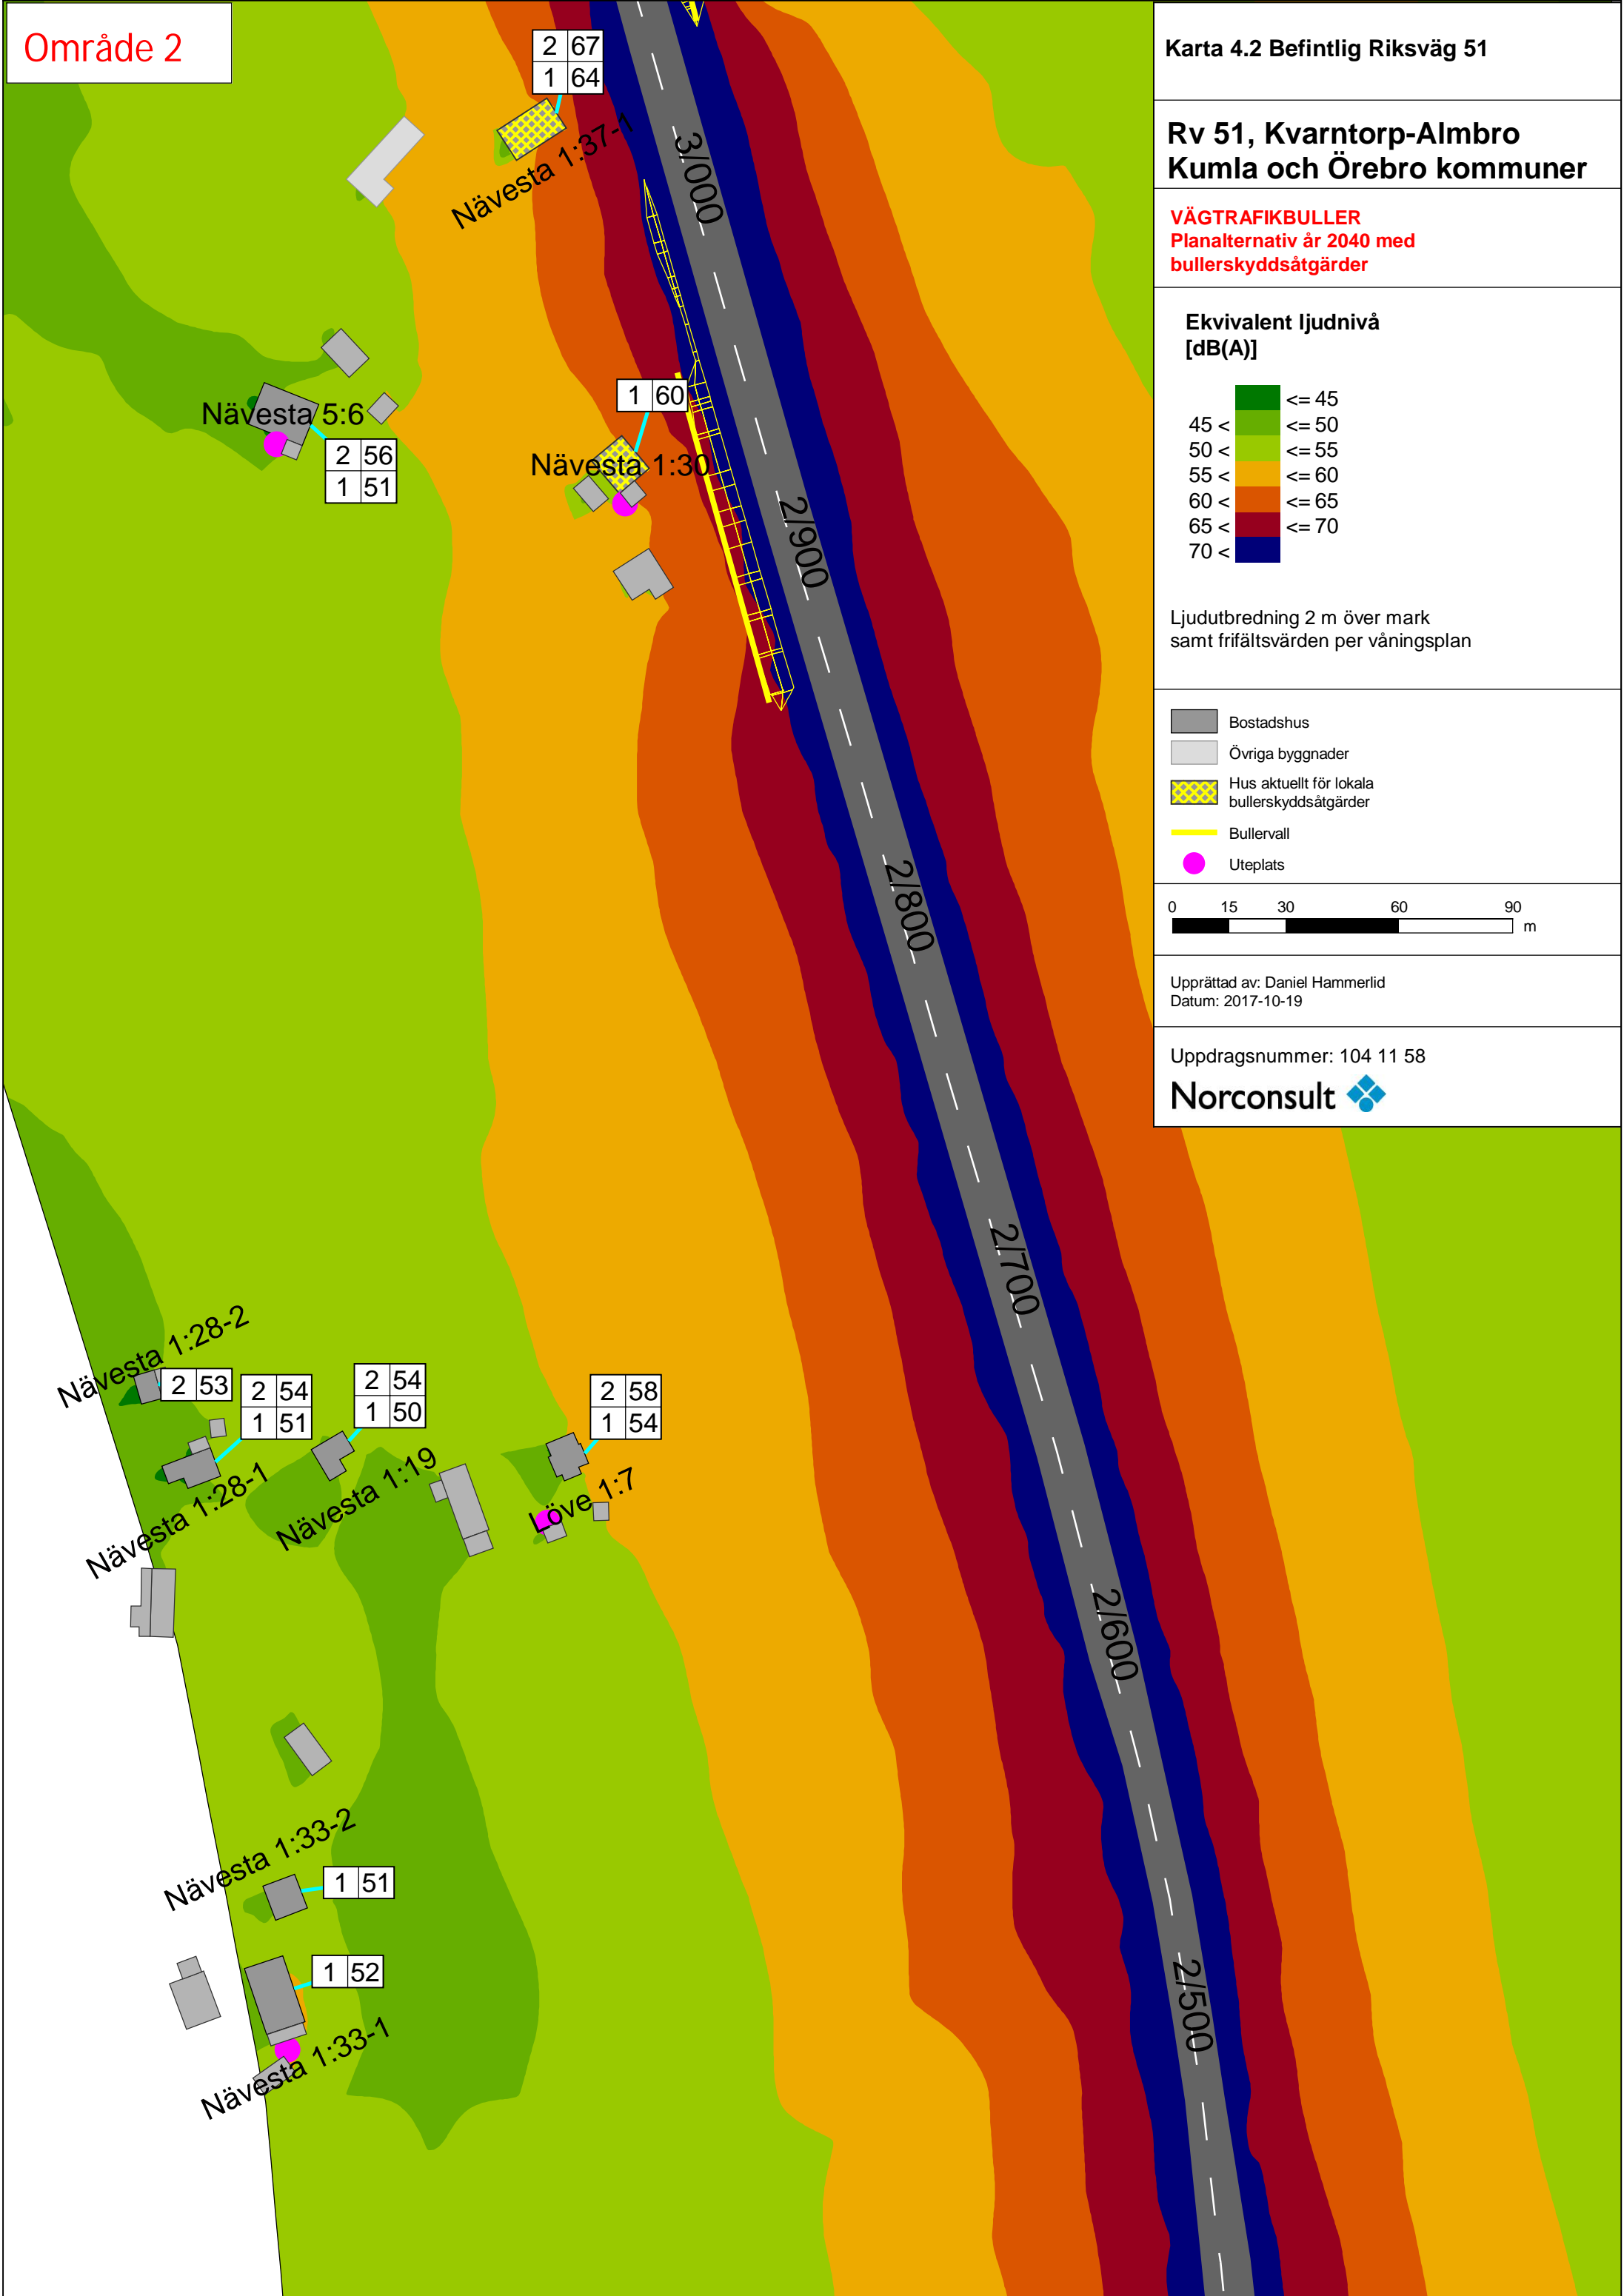 Område 2
2 67
1 64
Nävesta 1:37-1
3/000
1 60
Nävesta 5:6
2 56
1 51
Nävesta 1:30
2/900
2/800
2/700
Nävesta 1:28-2
2 53
2 54
1 51
2 54
1 50
2 58
1 54
Nävesta 1:28-1
Nävesta 1:19
Löve 1:7
2/600
Nävesta 1:33-2
1 51
1 52
Nävesta 1:33-1
2/500
Karta 4.2 Befintlig Riksväg 51
Rv 51, Kvarntorp-Almbro
Kumla och Örebro kommuner
VÄGTRAFIKBULLER
Planalternativ år 2040 med
bullerskyddsåtgärder
Ekvivalent ljudnivå
[dB(A)]
<= 45
45 < <= 50
50 < <= 55
55 < <= 60
60 < <= 65
65 < <= 70
70 <
Ljudutbredning 2 m över mark
samt frifältsvärden per våningsplan
Bostadshus
Övriga byggnader
Hus aktuellt för lokala
bullerskyddsåtgärder
Bullervall
Uteplats
0 15 30 60 90
m
Upprättad av: Daniel Hammerlid
Datum: 2017-10-19
Uppdragsnummer: 104 11 58
Norconsult